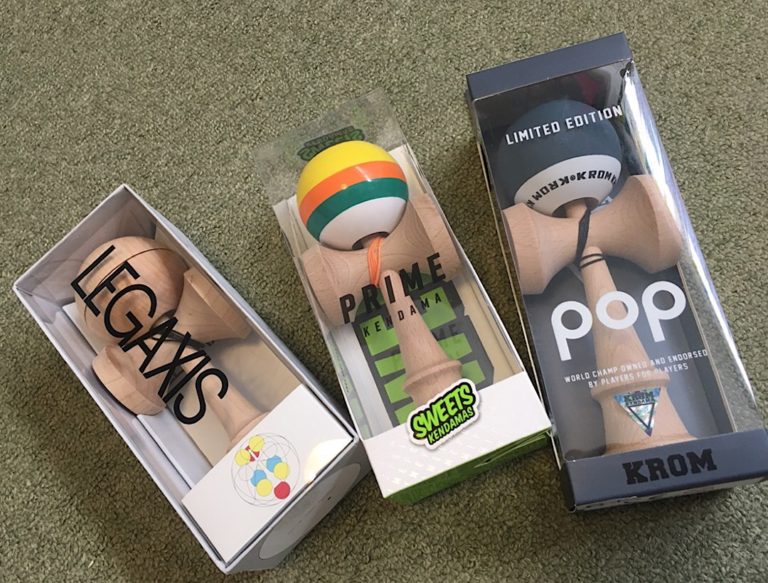 LEGAXIS
PRIME
KENDAMA
SWEETS
KENDAMAS
LIMITED EDITION
KROM
pop
WORLD CHAMP OWNED AND ENDORSED
BY PLAYERS FOR PLAYERS
KROM